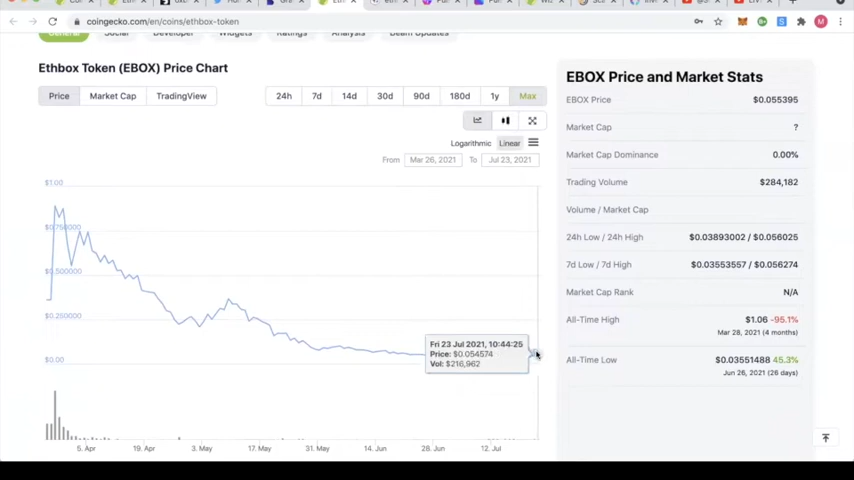 coingecko.com/en/coins/ethbox-token
General Social Developer Widgets Ratings Analysis Beam Updates
Ethbox Token (EBOX) Price Chart
Price Market Cap TradingView 24h 7d 14d 30d 90d 180d 1y Max
Logarithmic Linear
From Mar 26, 2021 To Jul 23, 2021
$1.00
$0.750000
$0.500000
$0.250000
$0.00
Fri 23 Jul 2021, 10:44:25
Price: $0.054574
Vol: $216,962
5. Apr 19. Apr 3. May 17. May 31. May 14. Jun 28. Jun 12. Jul
EBOX Price and Market Stats
EBOX Price $0.055395
Market Cap ?
Market Cap Dominance 0.00%
Trading Volume $284,182
Volume / Market Cap
24h Low / 24h High $0.03893002 / $0.056025
7d Low / 7d High $0.03553557 / $0.056274
Market Cap Rank N/A
All-Time High $1.06 -95.1%
Mar 28, 2021 (4 months)
All-Time Low $0.03551488 45.3%
Jun 26, 2021 (26 days)